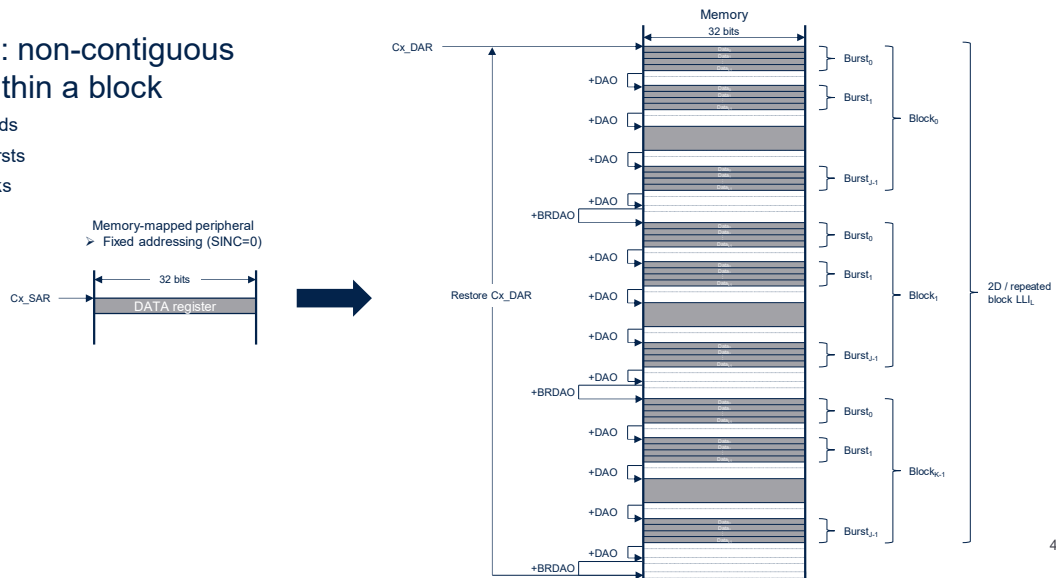 : non-contiguous
thin a block
ds
sts
ks
Memory-mapped peripheral
➢ Fixed addressing (SINC=0)
32 bits
Cx_SAR
DATA register
Memory
32 bits
Cx_DAR
Restore Cx_DAR
+DAO
+DAO
+DAO
+DAO
+BRDAO
+DAO
+DAO
+DAO
+DAO
+BRDAO
+DAO
+DAO
+DAO
+DAO
+BRDAO
Burst0
Burst1
BurstJ-1
Block0
Burst0
Burst1
BurstJ-1
Block1
Burst0
Burst1
BurstJ-1
BlockK-1
2D / repeated
block LLIL
4